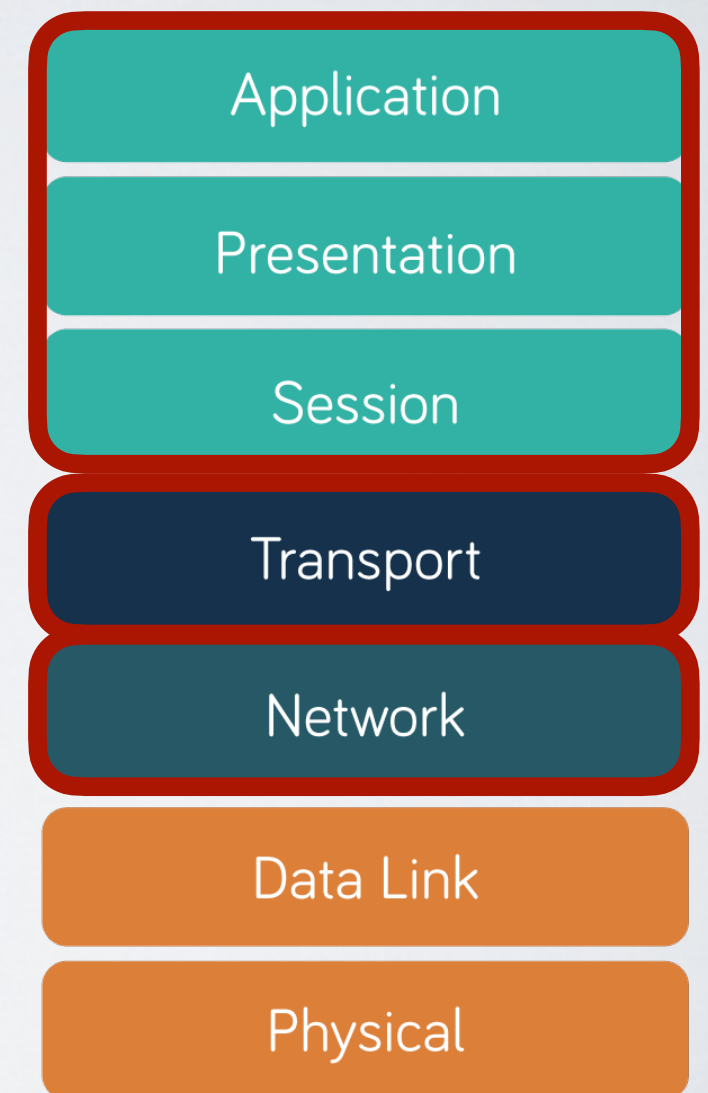 Application
Presentation
Session
Transport
Network
Data Link
Physical